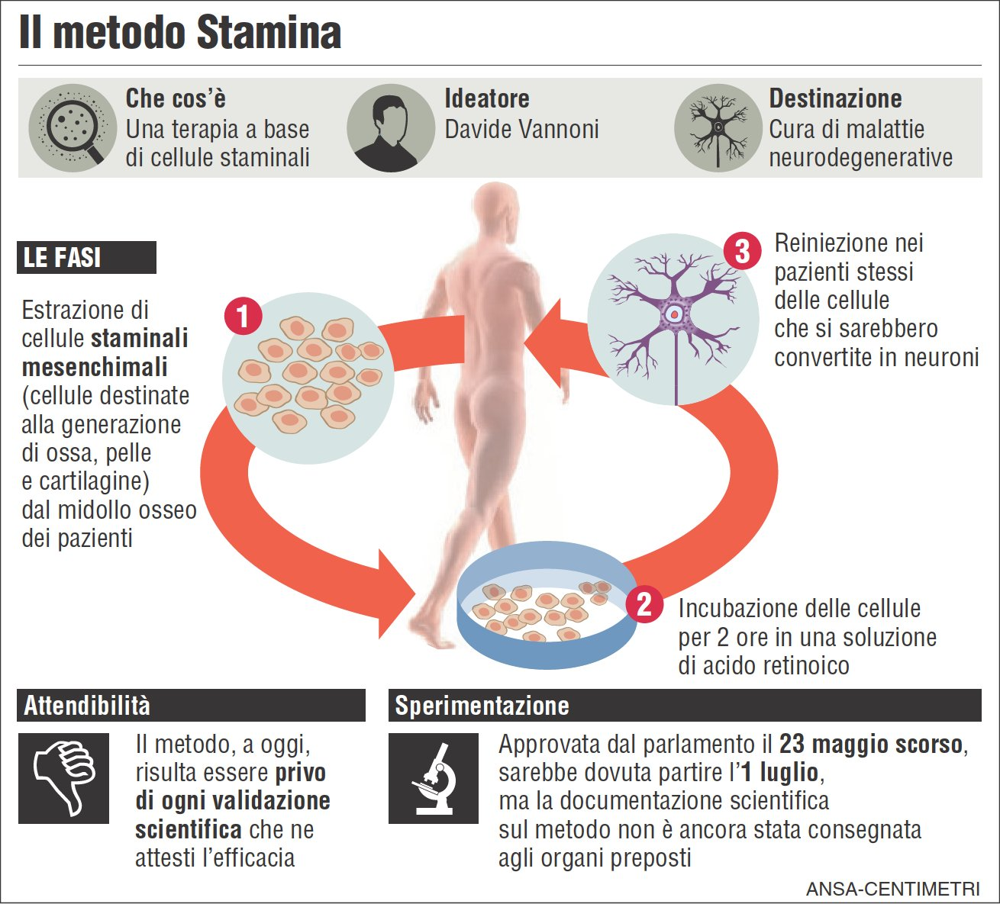 Il metodo Stamina
Che cos’è
Una terapia a base
di cellule staminali
Ideatore
Davide Vannoni
Destinazione
Cura di malattie
neurodegenerative
LE FASI
1
Estrazione di
cellule staminali
mesenchimali
(cellule destinate
alla generazione
di ossa, pelle
e cartilagine)
dal midollo osseo
dei pazienti
2
Incubazione delle cellule
per 2 ore in una soluzione
di acido retinoico
3
Reiniezione nei
pazienti stessi
delle cellule
che si sarebbero
convertite in neuroni
Attendibilità
Il metodo, a oggi,
risulta essere privo
di ogni validazione
scientifica che ne
attesti l’efficacia
Sperimentazione
Approvata dal parlamento il 23 maggio scorso,
sarebbe dovuta partire l’1 luglio,
ma la documentazione scientifica
sul metodo non è ancora stata consegnata
agli organi preposti
ANSA-CENTIMETRI